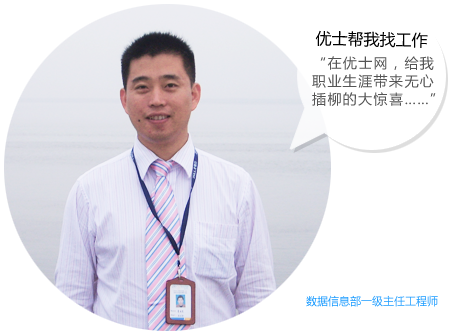 优士帮我找工作
“在优士网，给我
职业生涯带来无心
插柳的大惊喜……”
数据信息部一级主任工程师